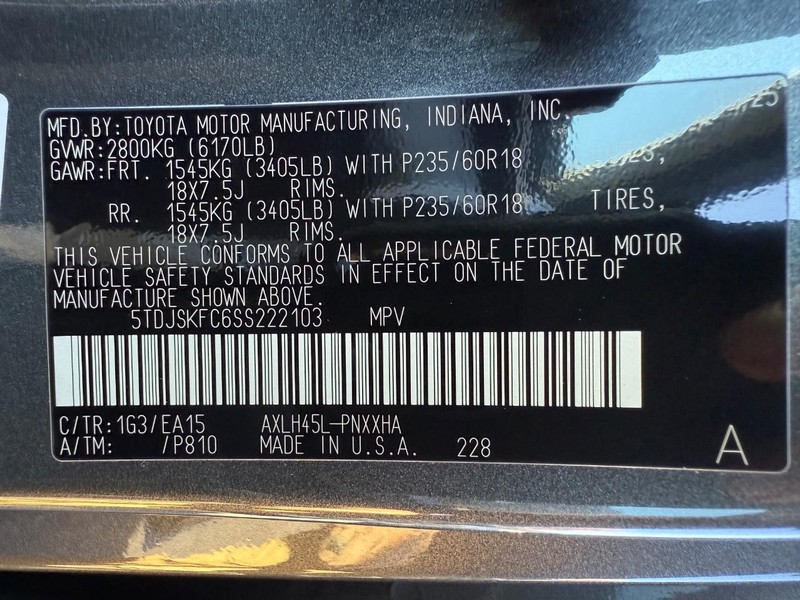 MFD.BY:TOYOTA MOTOR MANUFACTURING, INDIANA, INC.
GVWR:2800KG (6170LB)
GAWR:FRT. 1545KG (3405LB) WITH P235/60R18
18X7.5J RIMS.
RR. 1545KG (3405LB) WITH P235/60R18 TIRES,
18X7.5J RIMS.
THIS VEHICLE CONFORMS TO ALL APPLICABLE FEDERAL MOTOR
VEHICLE SAFETY STANDARDS IN EFFECT ON THE DATE OF
MANUFACTURE SHOWN ABOVE.
5TDJSKFC6SS222103 MPV
C/TR:1G3/EA15 AXLH45L-PNXXHA
A/TM: /P810 MADE IN U.S.A. 228
A